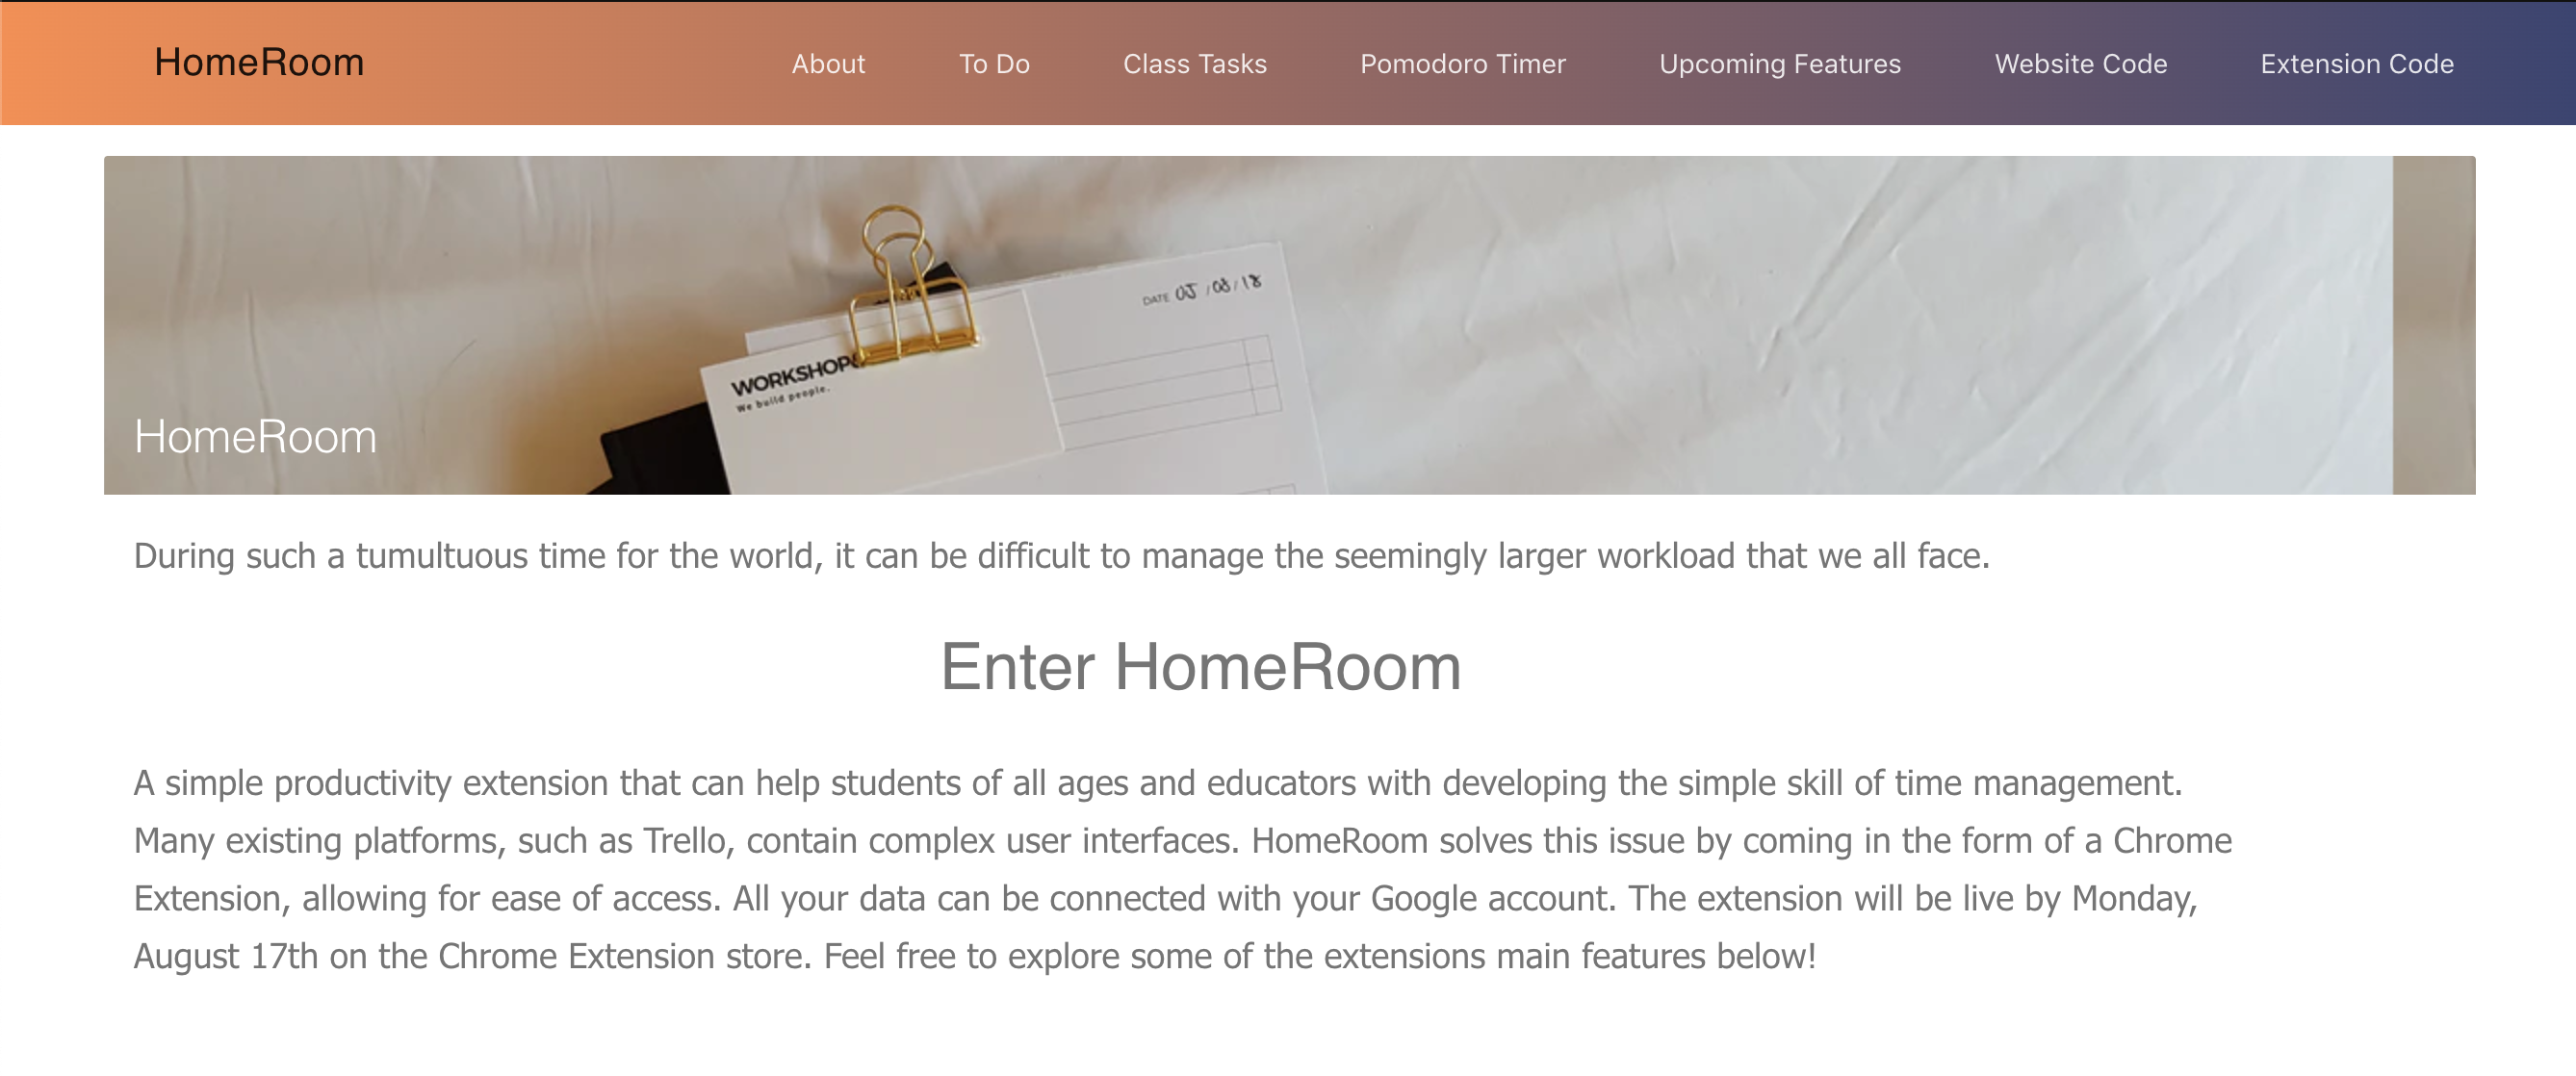 HomeRoom
About
To Do
Class Tasks
Pomodoro Timer
Upcoming Features
Website Code
Extension Code
DATE 05 / 08 / 18
WORKSHOP
We build people.
HomeRoom
During such a tumultuous time for the world, it can be difficult to manage the seemingly larger workload that we all face.
Enter HomeRoom
A simple productivity extension that can help students of all ages and educators with developing the simple skill of time management.
Many existing platforms, such as Trello, contain complex user interfaces. HomeRoom solves this issue by coming in the form of a Chrome
Extension, allowing for ease of access. All your data can be connected with your Google account. The extension will be live by Monday,
August 17th on the Chrome Extension store. Feel free to explore some of the extensions main features below!